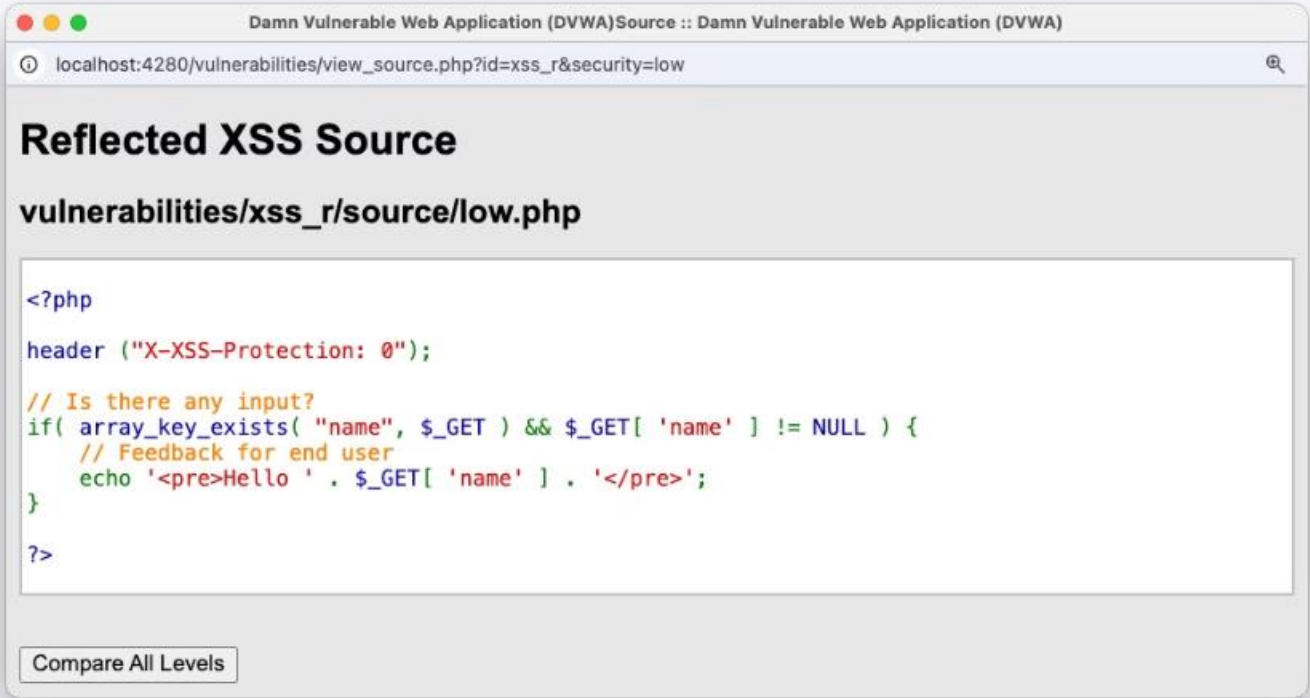 Damn Vulnerable Web Application (DVWA)Source :: Damn Vulnerable Web Application (DVWA)
localhost:4280/vulnerabilities/view_source.php?id=xss_r&security=low
Reflected XSS Source
vulnerabilities/xss_r/source/low.php
<?php
header ("X-XSS-Protection: 0");
// Is there any input?
if( array_key_exists( "name", $_GET ) && $_GET[ 'name' ] != NULL ) {
    // Feedback for end user
    echo '<pre>Hello ' . $_GET[ 'name' ] . '</pre>';
}
?>
Compare All Levels